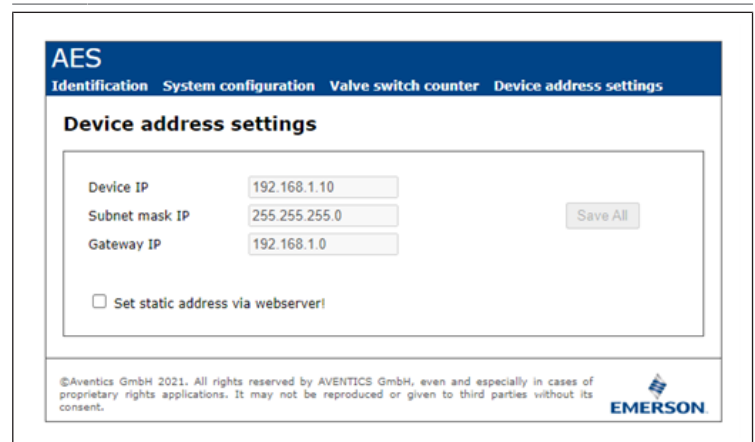 AES
Identification System configuration Valve switch counter Device address settings
Device address settings
Device IP 192.168.1.10
Subnet mask IP 255.255.255.0 Save All
Gateway IP 192.168.1.0
Set static address via webserver!
©Aventics GmbH 2021. All rights reserved by AVENTICS GmbH, even and especially in cases of
proprietary rights applications. It may not be reproduced or given to third parties without its
consent.
EMERSON.